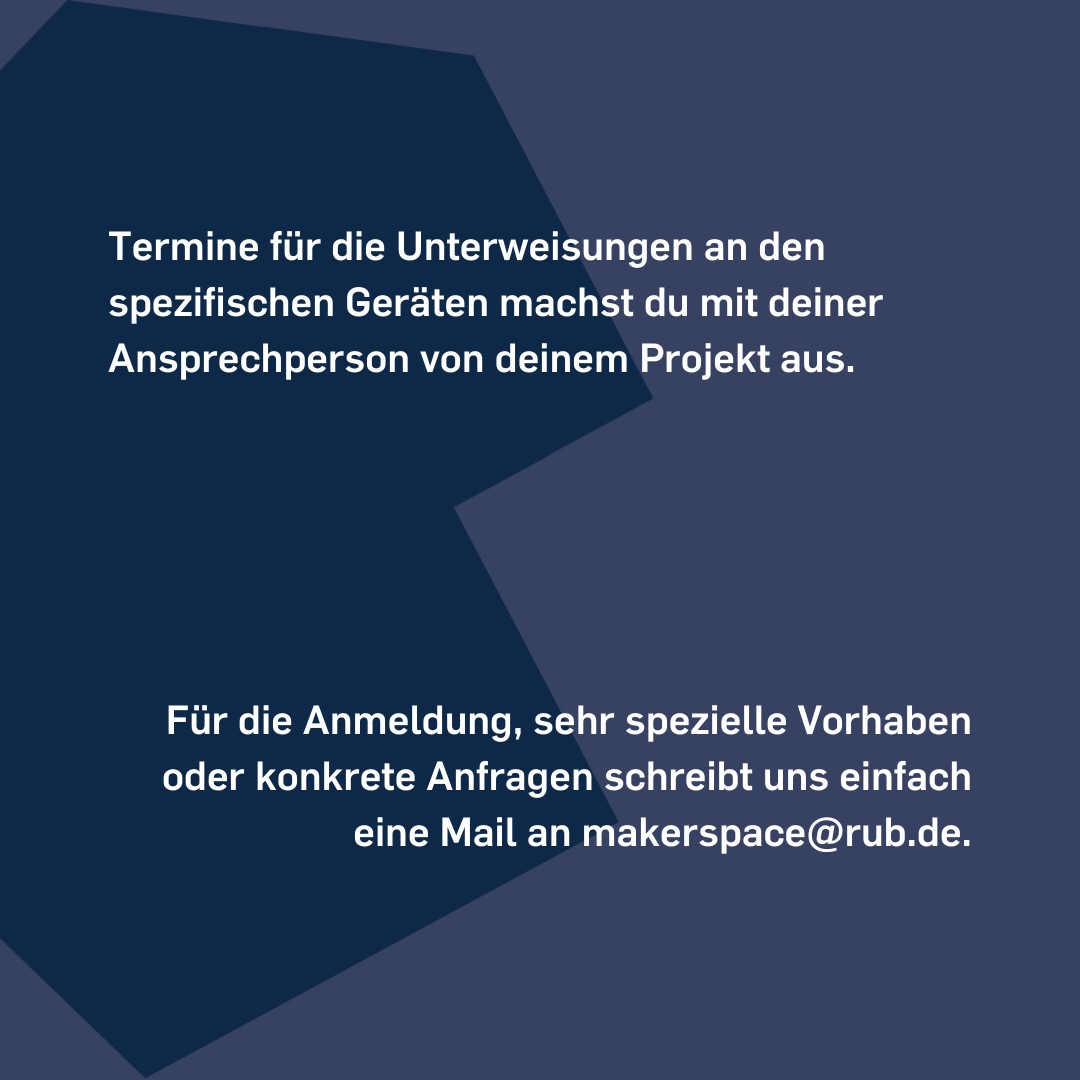 Termine für die Unterweisungen an den
spezifischen Geräten machst du mit deiner
Ansprechperson von deinem Projekt aus.
Für die Anmeldung, sehr spezielle Vorhaben
oder konkrete Anfragen schreibt uns einfach
eine Mail an makerspace@rub.de.